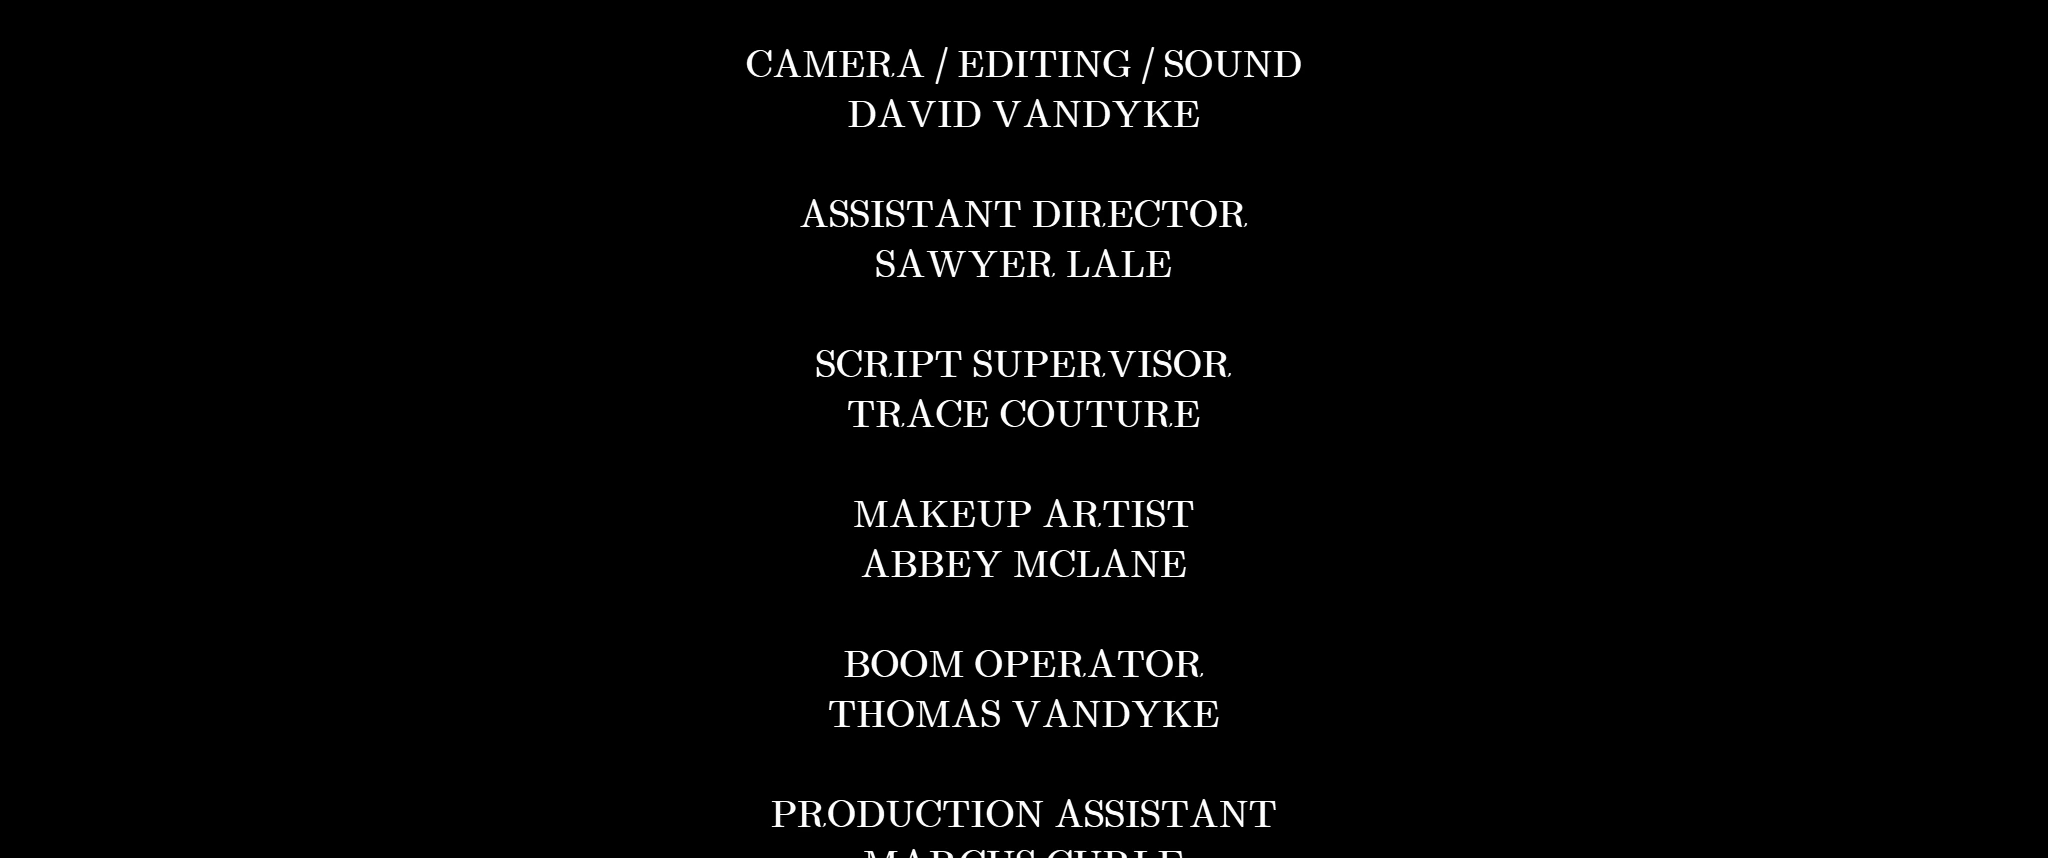 CAMERA / EDITING / SOUND
DAVID VANDYKE
ASSISTANT DIRECTOR
SAWYER LALE
SCRIPT SUPERVISOR
TRACE COUTURE
MAKEUP ARTIST
ABBEY MCLANE
BOOM OPERATOR
THOMAS VANDYKE
PRODUCTION ASSISTANT
MARCUS